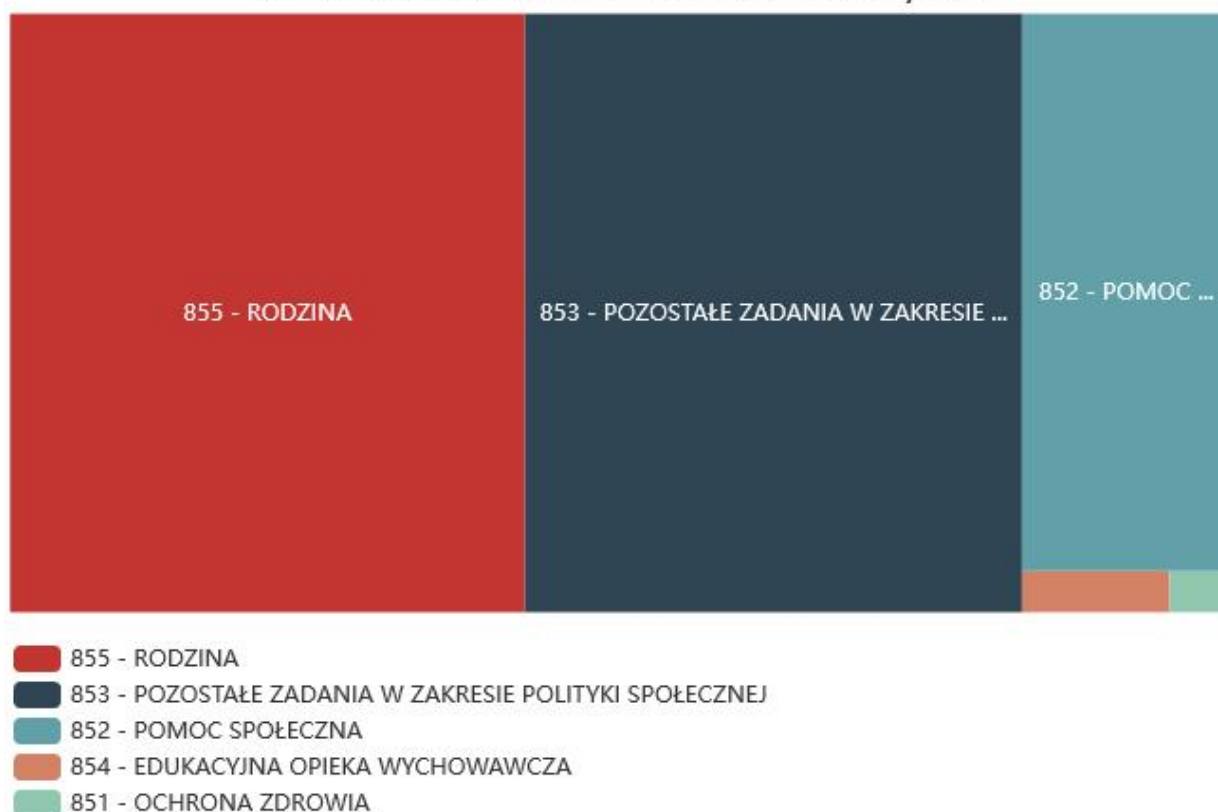 855 - RODZINA
853 - POZOSTAŁE ZADANIA W ZAKRESIE ...
852 - POMOC ...
855 - RODZINA
853 - POZOSTAŁE ZADANIA W ZAKRESIE POLITYKI SPOŁECZNEJ
852 - POMOC SPOŁECZNA
854 - EDUKACYJNA OPIEKA WYCHOWAWCZA
851 - OCHRONA ZDROWIA